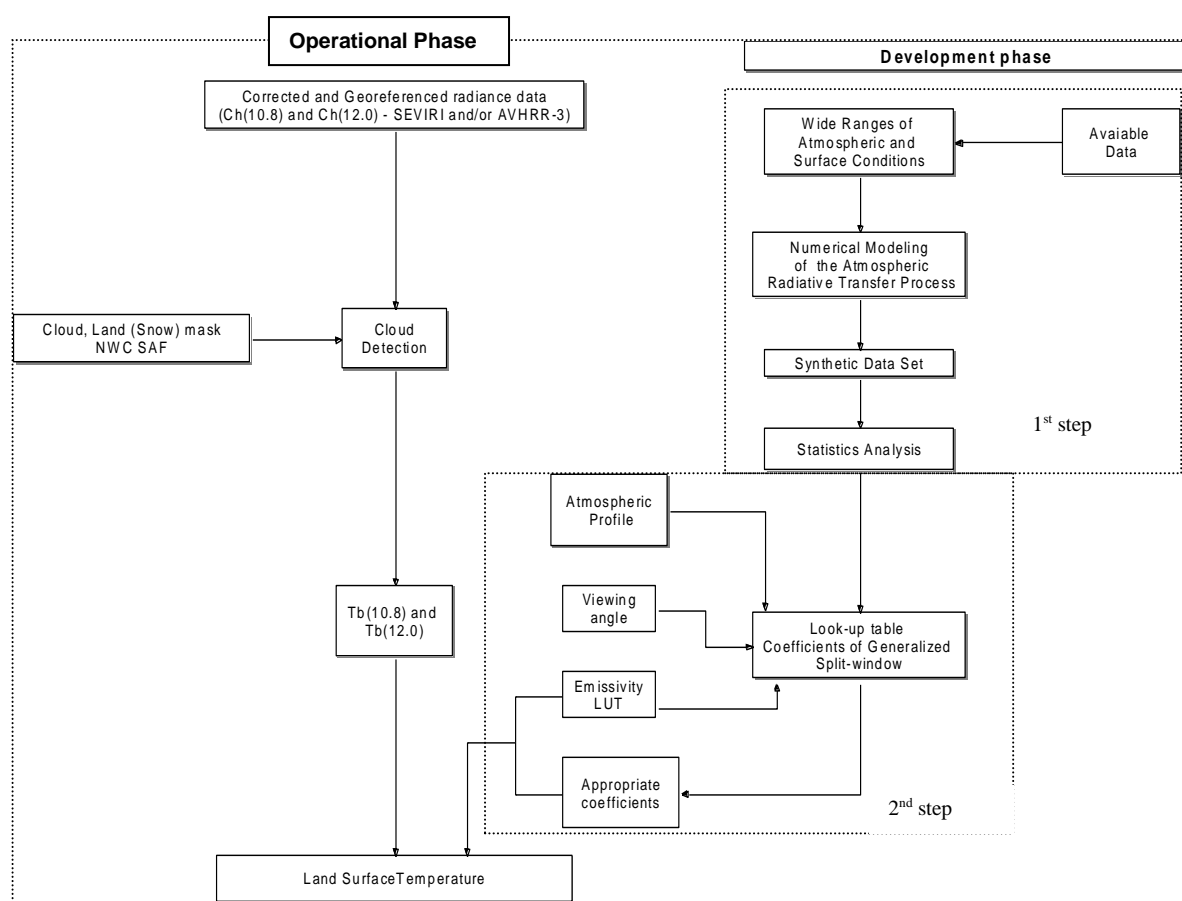 Operational Phase
Development phase
Corrected and Georeferenced radiance data
(Ch(10.8) and Ch(12.0) - SEVIRI and/or AVHRR-3)
Wide Ranges of
Atmospheric and
Surface Conditions
Avaiable
Data
Numerical Modeling
of the Atmospheric
Radiative Transfer Process
Cloud, Land (Snow) mask
NWC SAF
Cloud
Detection
Synthetic Data Set
1st step
Statistics Analysis
Atmospheric
Profile
Viewing
angle
Tb(10.8) and
Tb(12.0)
Look-up table
Coefficients of Generalized
Split-window
Emissivity
LUT
Appropriate
coefficients
2nd step
Land SurfaceTemperature